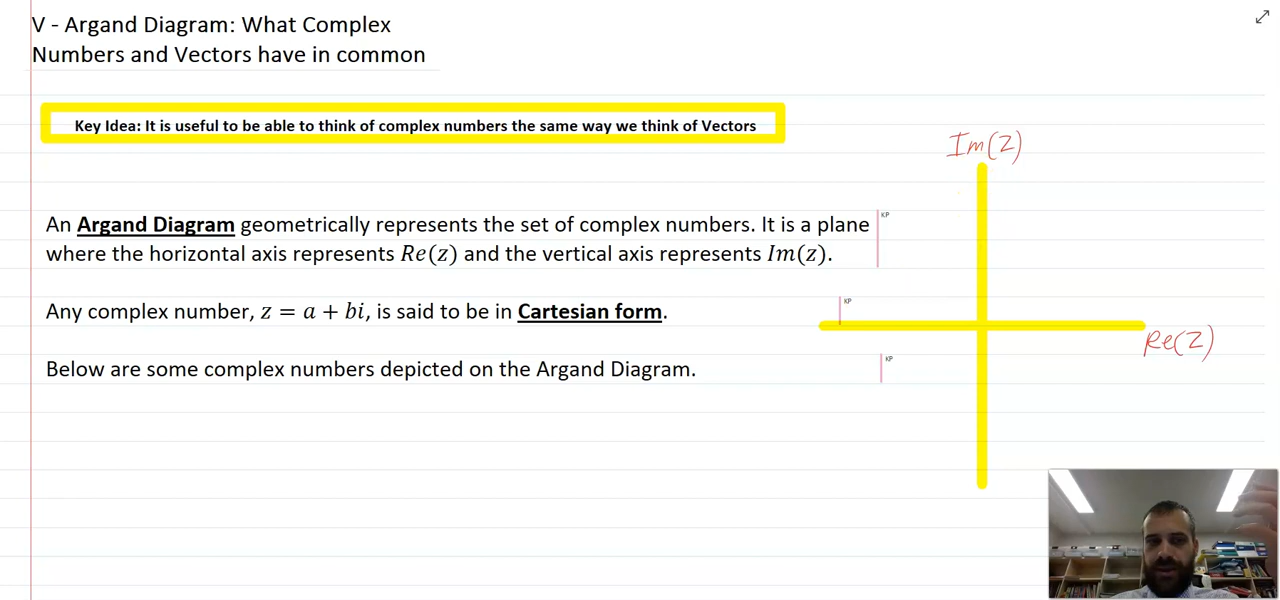 V - Argand Diagram: What Complex
Numbers and Vectors have in common
Key Idea: It is useful to be able to think of complex numbers the same way we think of Vectors
Im(Z)
An Argand Diagram geometrically represents the set of complex numbers. It is a plane
KP
where the horizontal axis represents Re(z) and the vertical axis represents Im(z).
Any complex number, z = a + bi, is said to be in Cartesian form.
KP
Re(Z)
Below are some complex numbers depicted on the Argand Diagram.
KP